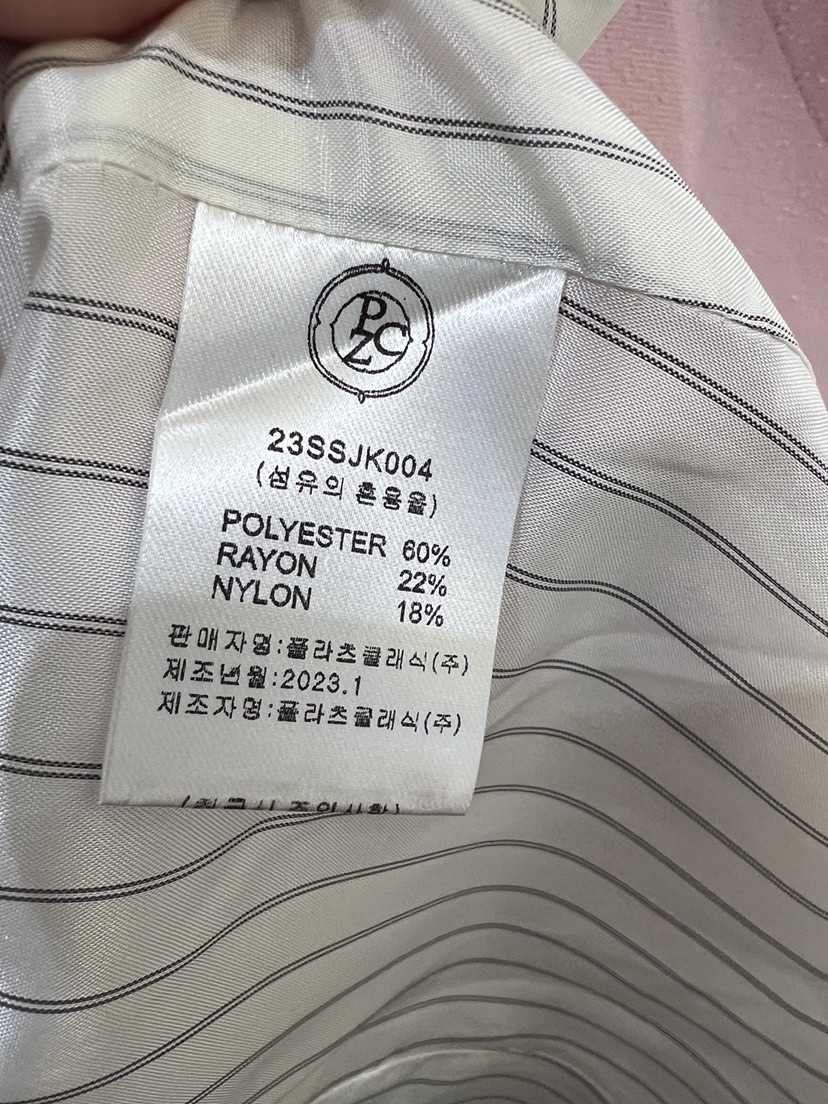 PZC
23SSJK004
(섬유의 혼용율)
POLYESTER 60%
RAYON 22%
NYLON 18%
판매자명:플라츠클래식(주)
제조년월:2023.1
제조자명:플라츠클래식(주)